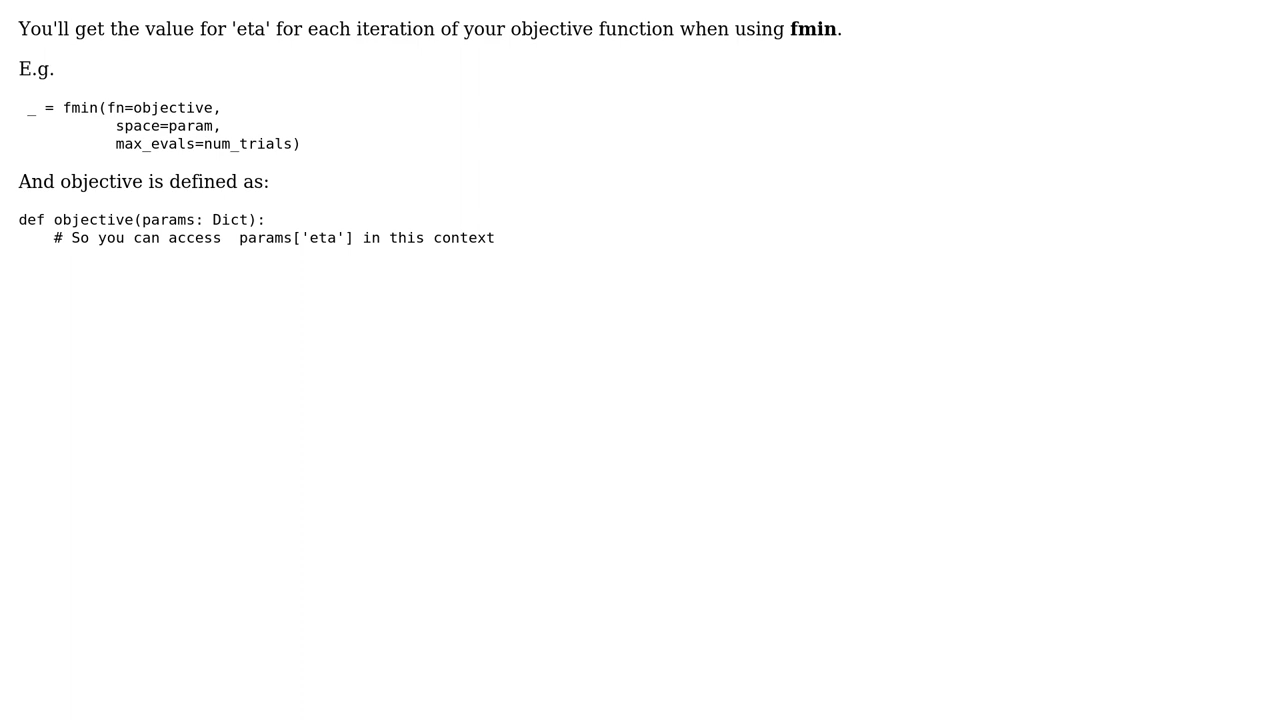 You'll get the value for 'eta' for each iteration of your objective function when using fmin.
E.g.
_ = fmin(fn=objective,
space=param,
max_evals=num_trials)
And objective is defined as:
def objective(params: Dict):
# So you can access  params['eta'] in this context